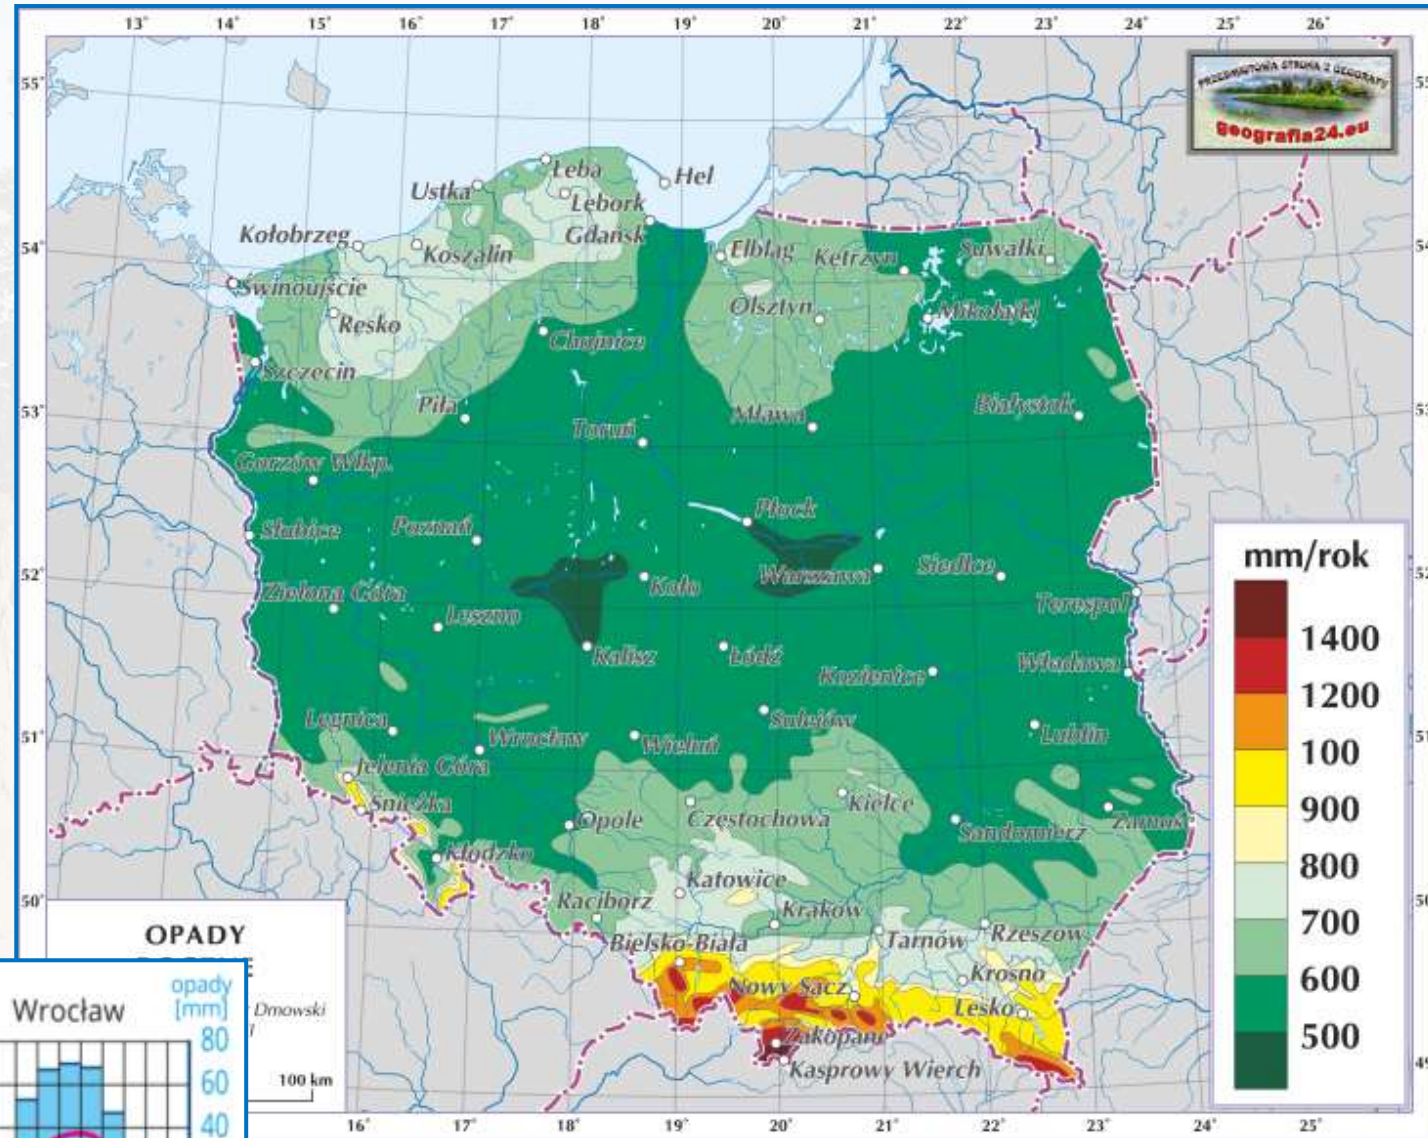 13° 14° 15° 16° 17° 18° 19° 20° 21° 22° 23° 24° 25° 26°
PRZEDMIOTOWA STRONA Z GEOGRAFII
geografia24.eu
55°
Łeba
Hel
Ustka
Lębork
Gdańsk
Kołobrzeg
Koszalin
54°
Elbląg
Kętrzyn
Suwałki
Świnoujście
Resko
Olsztyn
Mikołajki
Chojnice
Szczecin
Piła
53°
Mława
Białystok
Toruń
Gorzów Wlkp.
Słubice
Poznań
Płock
52°
Warszawa
Siedlce
Koło
Zielona Góra
Leszno
Terespol
Kalisz
Łódź
Kozienice
Włodawa
Legnica
Wrocław
Wieluń
Sulejów
Lublin
51°
Jelenia Góra
Śnieżka
Opole
Częstochowa
Kielce
Sandomierz
Zamość
Kłodzko
Katowice
50°
Racibórz
Kraków
Bielsko-Biała
Tarnów
Rzeszów
Krosno
Nowy Sącz
Lesko
Zakopane
Kasprowy Wierch
49°
mm/rok
1400
1200
100
900
800
700
600
500
OPADY
Dmowski
100 km
16° 17° 18° 19° 20° 21° 22° 23° 24° 25°
Wrocław
opady
[mm]
80
60
40